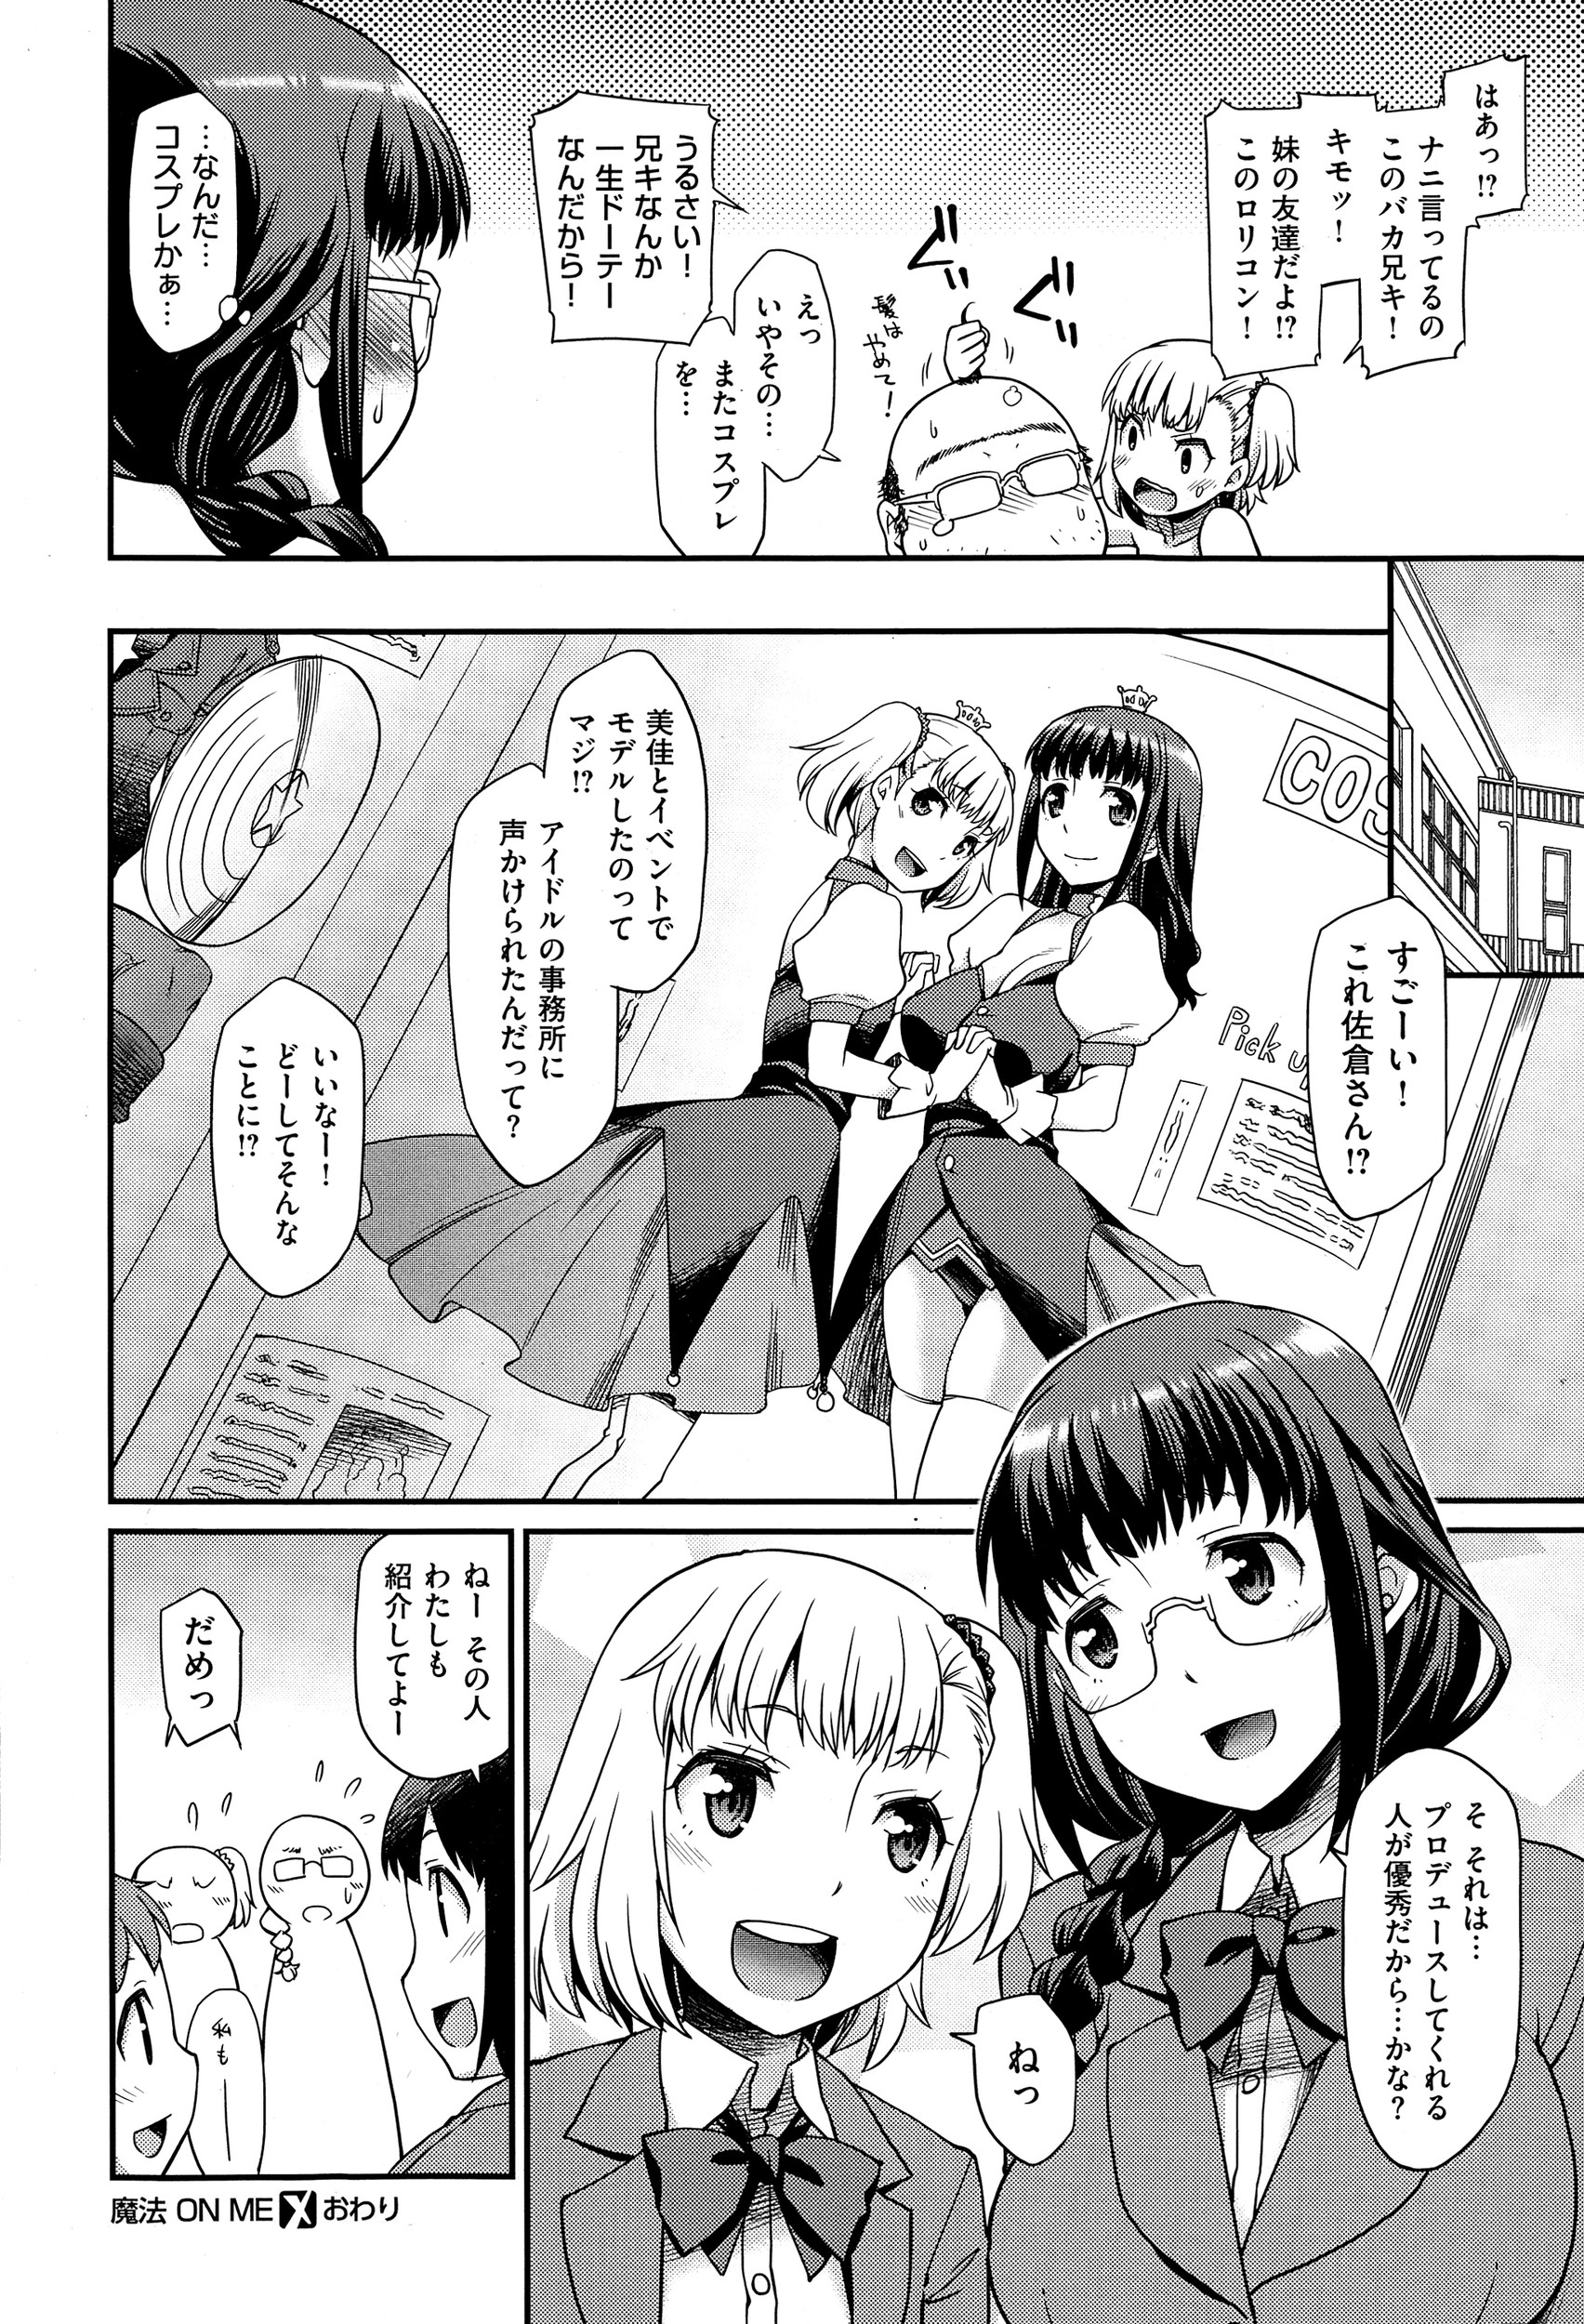 はあっ!?
ナニ言ってるの
このバカ兄キ！
キモッ！
妹の友達だよ!?
このロリコン！
髪は
やめて！
えっ
いやその…
またコスプレ
を…
うるさい！
兄キなんか
一生ドーテー
なんだから！
…なんだ…
コスプレかぁ…
COS
Pick up
すごーい！
これ佐倉さん!?
美佳とイベントで
モデルしたのって
マジ!?
アイドルの事務所に
声かけられたんだって？
いいなー！
どーしてそんな
ことに!?
そ それは…
プロデュースしてくれる
人が優秀だから…かな？
ねっ
ねー その人
わたしも
紹介してよー
私も
だめっ
魔法 ON ME X おわり